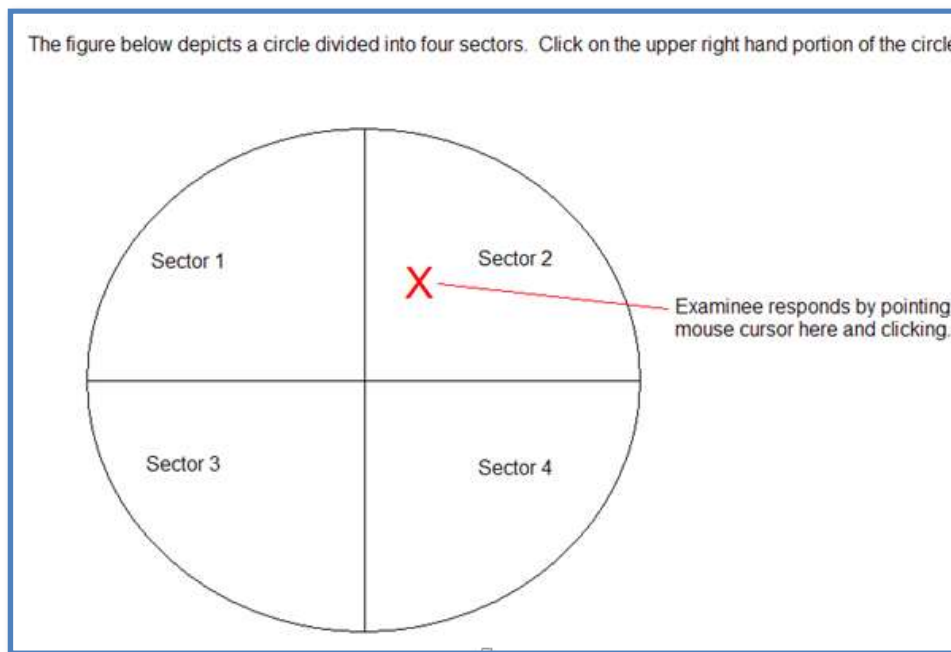 The figure below depicts a circle divided into four sectors.  Click on the upper right hand portion of the circle
Sector 1
Sector 2
X
Examinee responds by pointing
mouse cursor here and clicking.
Sector 3
Sector 4